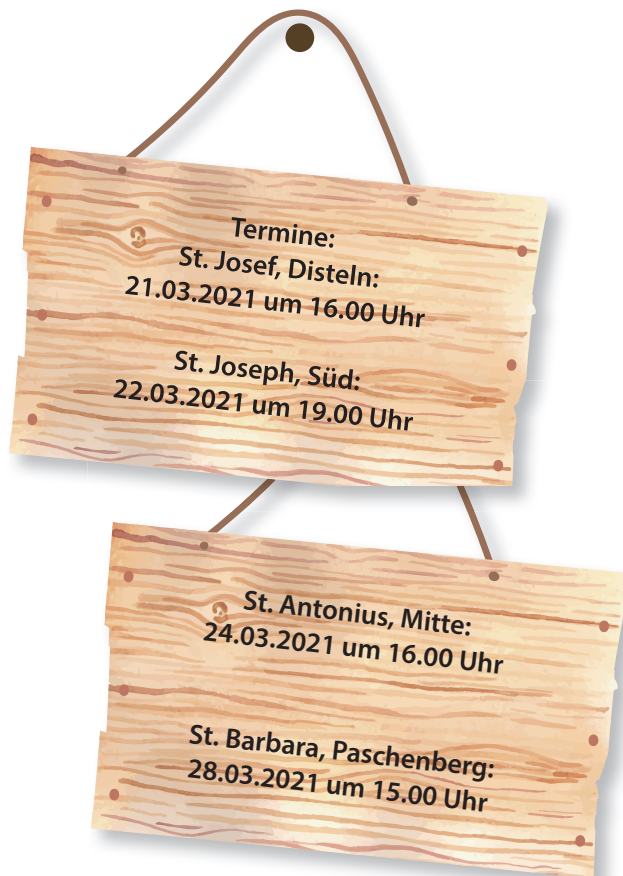 Termine:
St. Josef, Disteln:
21.03.2021 um 16.00 Uhr
St. Joseph, Süd:
22.03.2021 um 19.00 Uhr
St. Antonius, Mitte:
24.03.2021 um 16.00 Uhr
St. Barbara, Paschenberg:
28.03.2021 um 15.00 Uhr